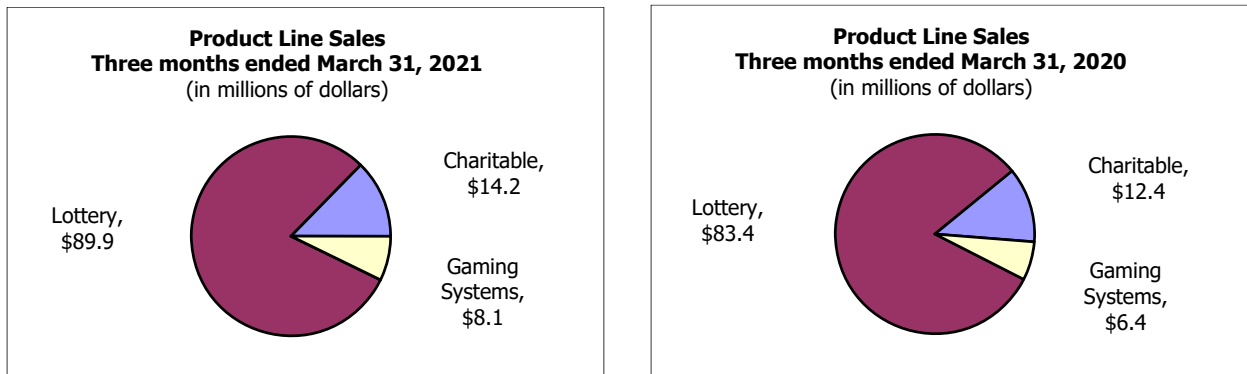 Product Line Sales
Three months ended March 31, 2021
(in millions of dollars)
Charitable,
$14.2
Lottery,
$89.9
Gaming
Systems,
$8.1
Product Line Sales
Three months ended March 31, 2020
(in millions of dollars)
Charitable,
$12.4
Lottery,
$83.4
Gaming
Systems,
$6.4